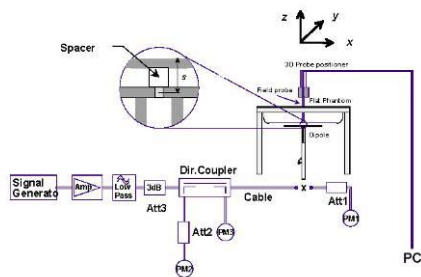 z
y
x
Spacer
s
3D Probe positioner
Field probe
Flat Phantom
Dipole
Signal
Generato
Amp
Low
Pass
3dB
Att3
Dir.Coupler
Cable
x
Att1
PM1
Att2
PM3
PM2
PC